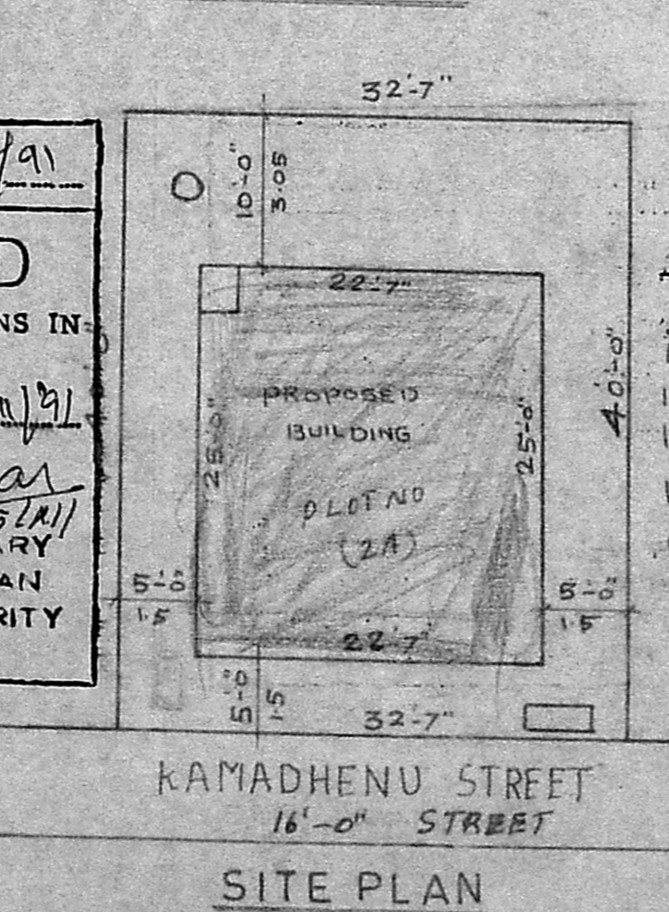 32'-7"
/91
10'-0"
3.05
22'-7"
NS IN
40'-0"
PROPOSED
BUILDING
25'-0"
25'-0"
/91
PLOT NO
(2A)
ARY
AN
RITY
5'-0"
1.5
5'-0"
1.5
22'-7"
5'-0"
1.5
32'-7"
KAMADHENU STREET
16'-0" STREET
SITE PLAN